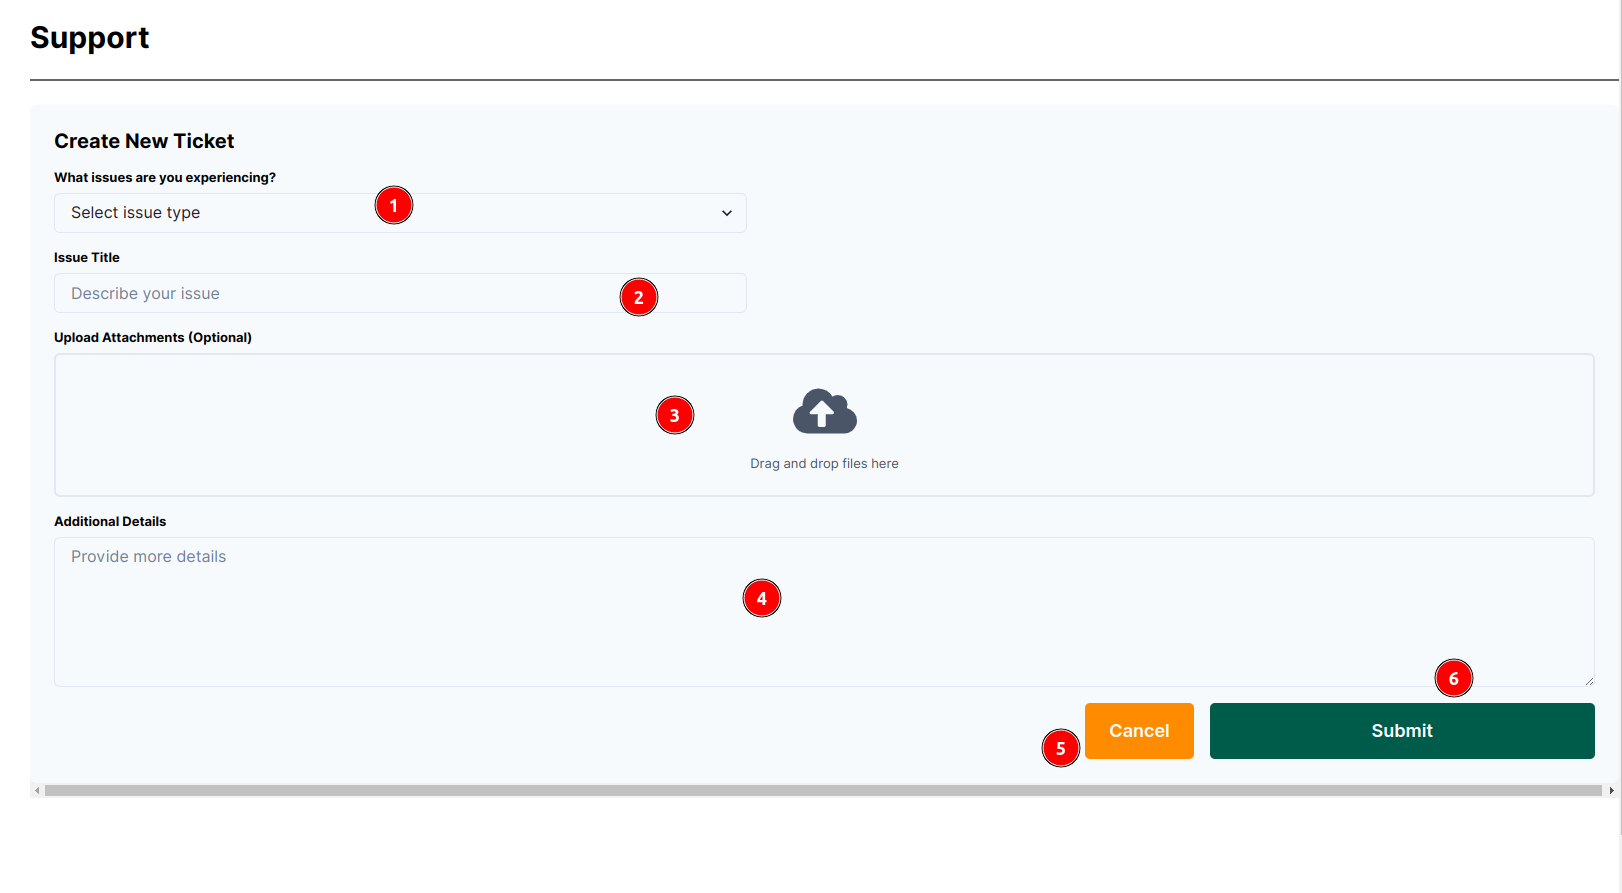 Support
Create New Ticket
What issues are you experiencing?
1
Select issue type
Issue Title
Describe your issue
2
Upload Attachments (Optional)
3
Drag and drop files here
Additional Details
Provide more details
4
6
5
Cancel
Submit